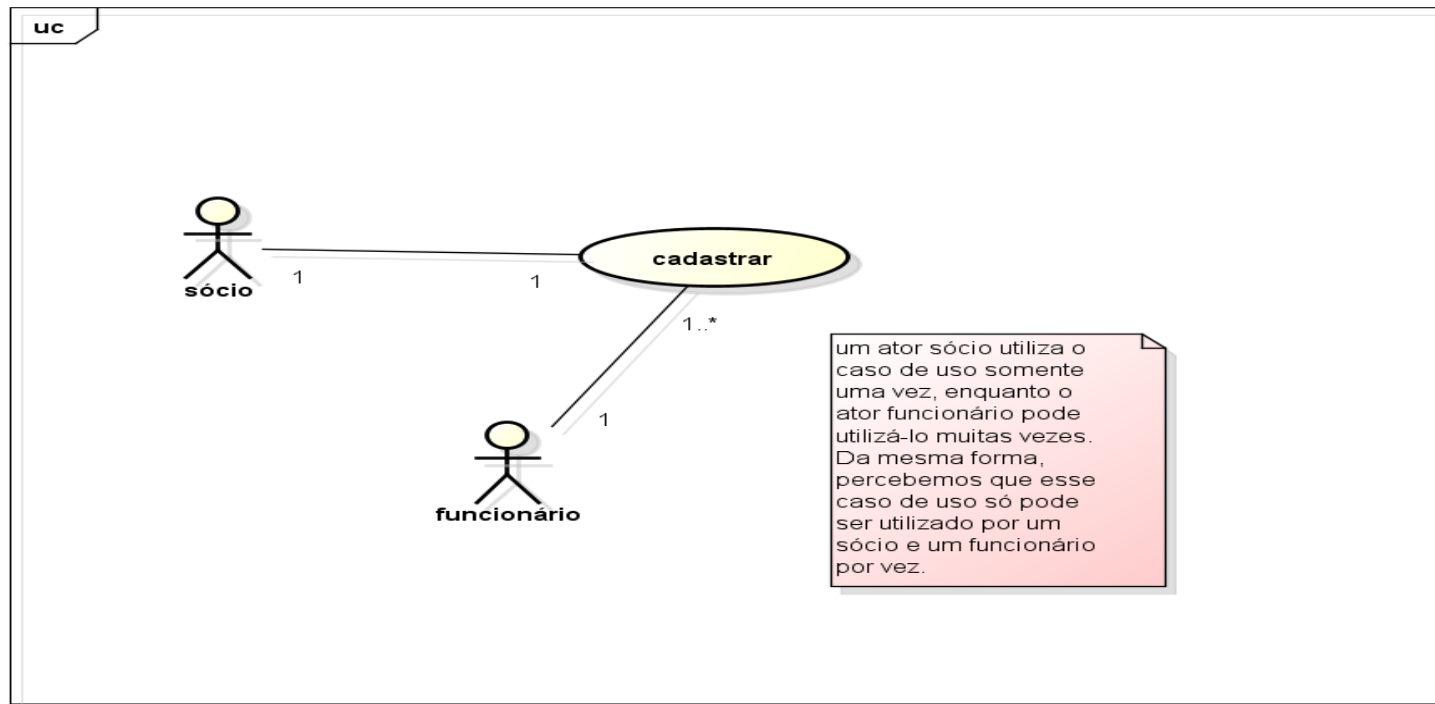 uc
cadastrar
1
1
sócio
1..*
um ator sócio utiliza o
caso de uso somente
uma vez, enquanto o
ator funcionário pode
utilizá-lo muitas vezes.
Da mesma forma,
percebemos que esse
caso de uso só pode
ser utilizado por um
sócio e um funcionário
por vez.
1
funcionário